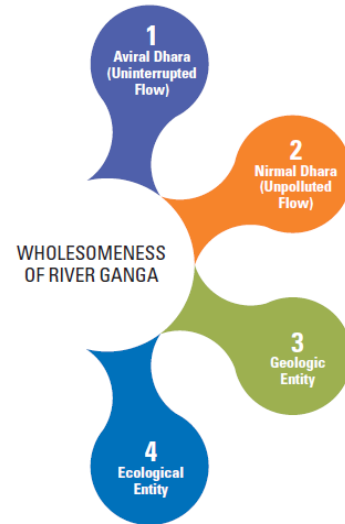 1
Aviral Dhara
(Uninterrupted
Flow)
2
Nirmal Dhara
(Unpolluted
Flow)
WHOLESOMENESS
OF RIVER GANGA
3
Geologic
Entity
4
Ecological
Entity